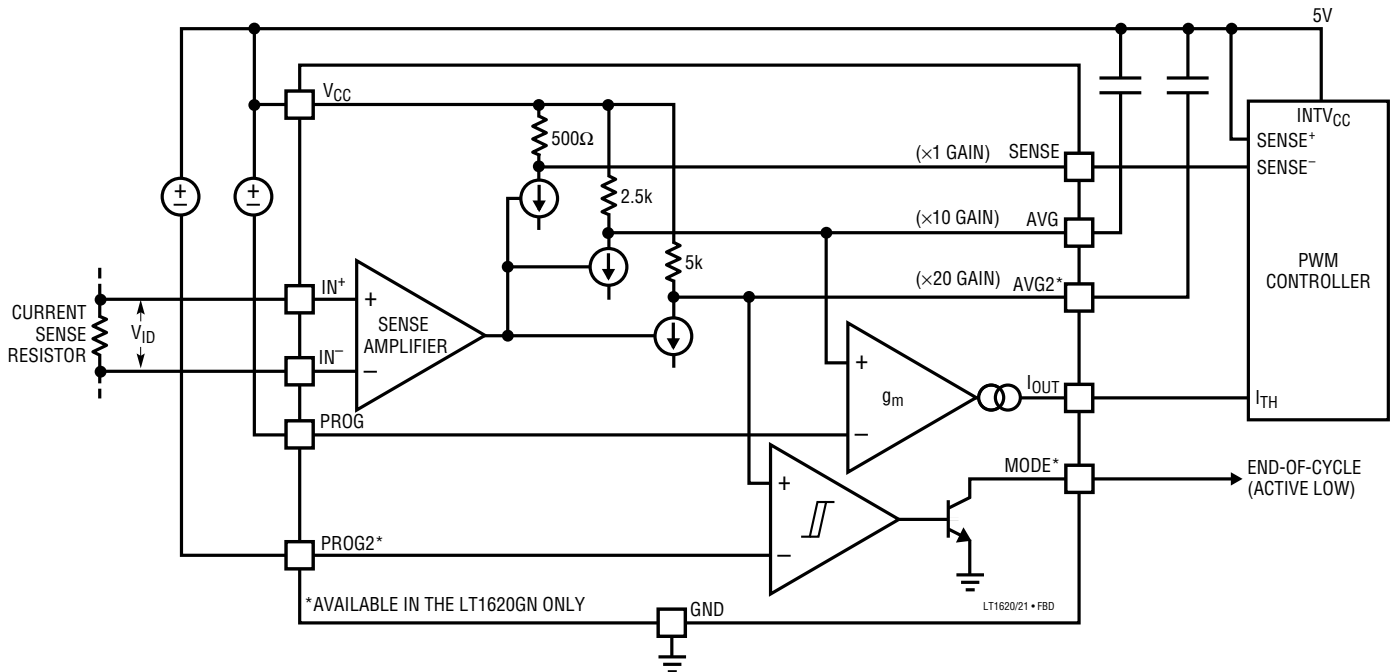 5V
VCC
INTVCC
500Ω
(×1 GAIN) SENSE
SENSE+
SENSE−
2.5k
(×10 GAIN) AVG
5k
PWM
CONTROLLER
(×20 GAIN) AVG2*
IN+
CURRENT
SENSE
RESISTOR
VID
+
SENSE
AMPLIFIER
−
IN−
+
gm
−
IOUT
ITH
PROG
MODE*
END-OF-CYCLE
(ACTIVE LOW)
+
−
PROG2*
*AVAILABLE IN THE LT1620GN ONLY
GND
LT1620/21 • FBD